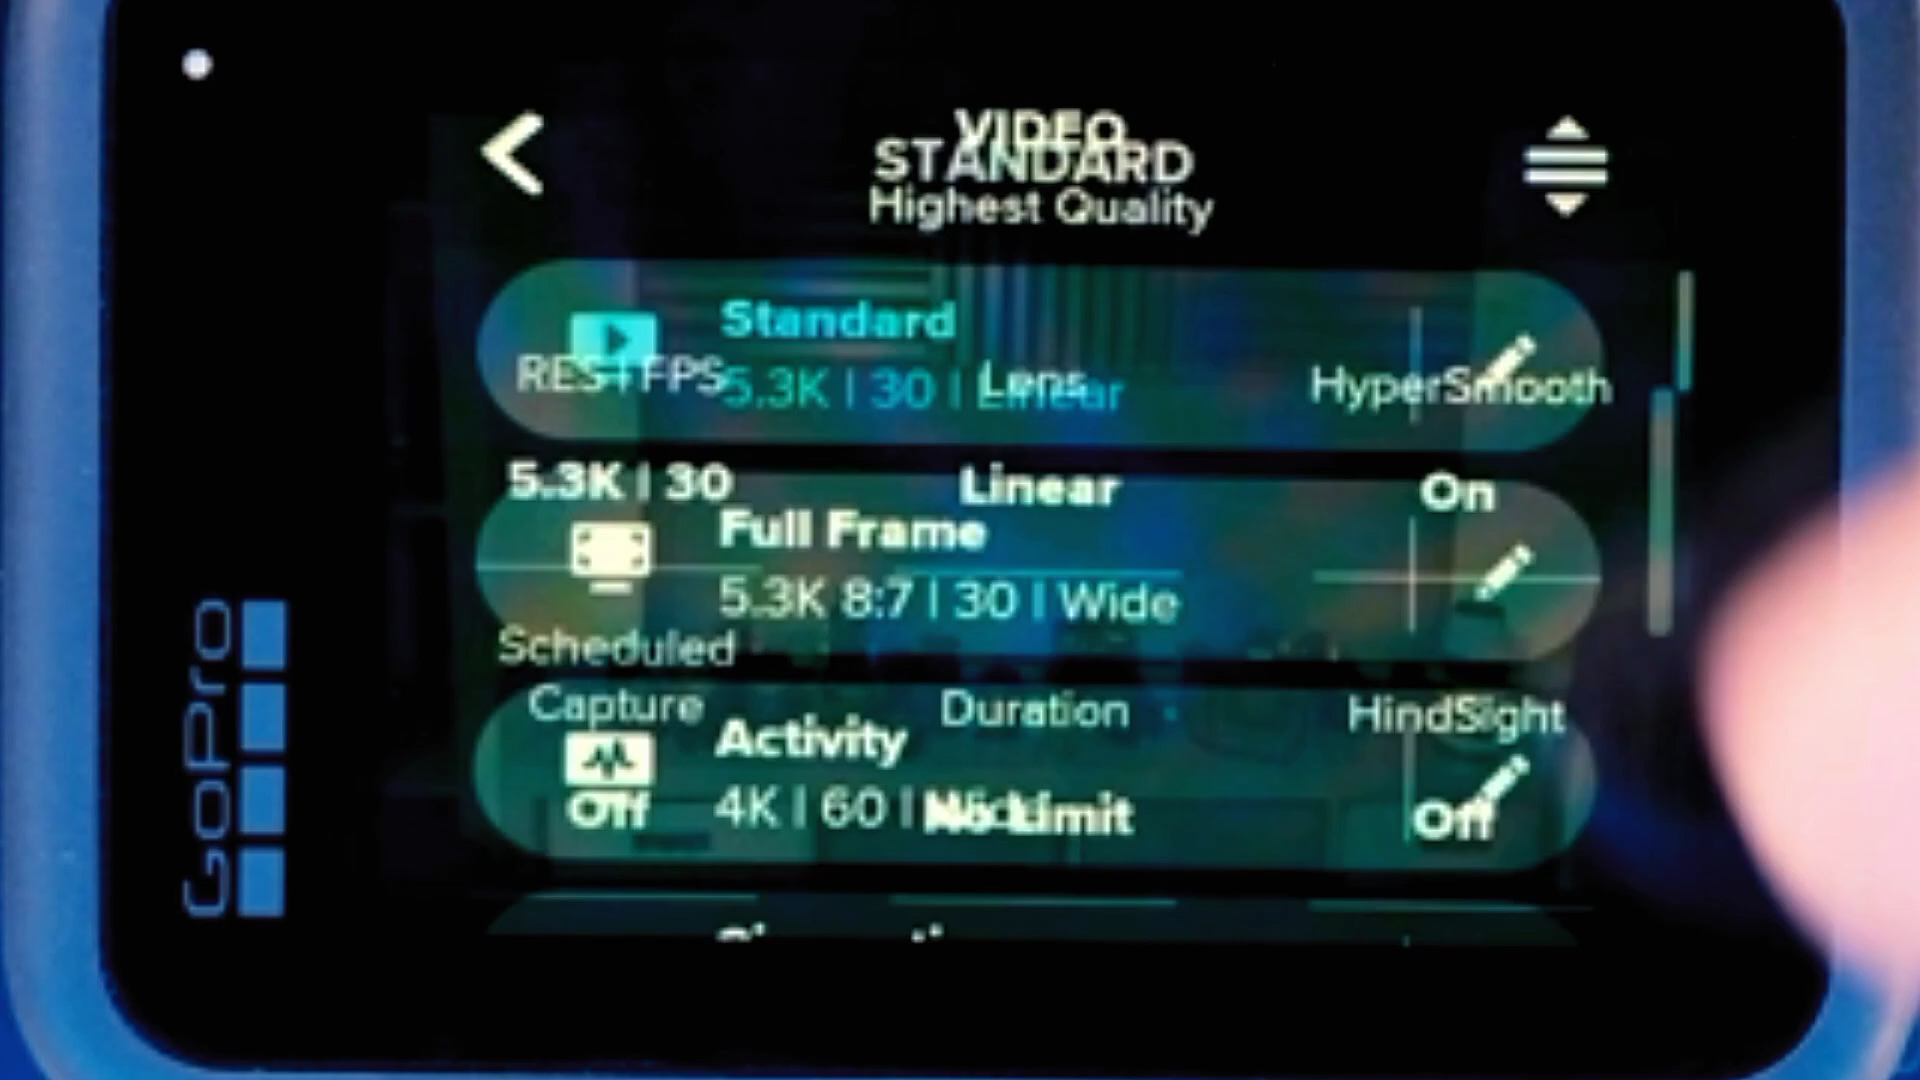 VIDEO
STANDARD
Highest Quality
Standard
RES | FPS
Lens
HyperSmooth
5.3K | 30 | Linear
5.3K | 30
Linear
On
Full Frame
5.3K 8:7 | 30 | Wide
Scheduled
Capture
Duration
HindSight
Activity
Off
4K | 60 |
No Limit
Off
GoPro